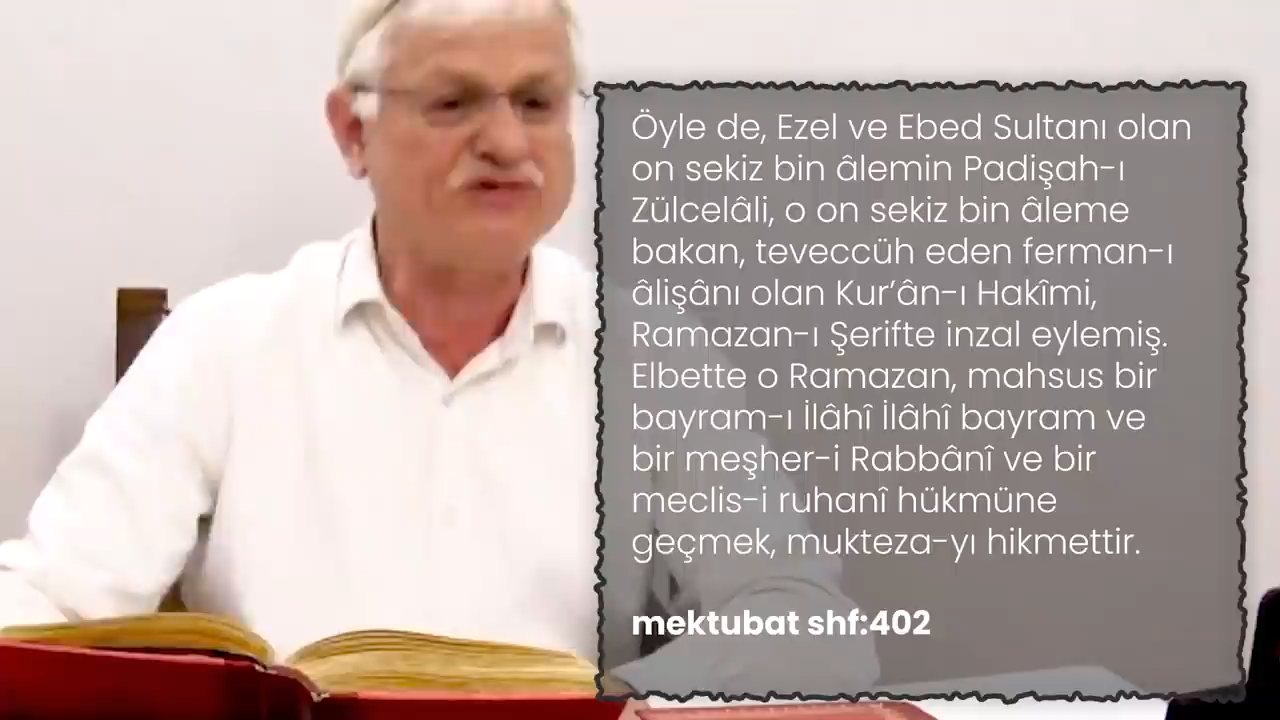 Öyle de, Ezel ve Ebed Sultanı olan
on sekiz bin âlemin Padişah-ı
Zülcelâli, o on sekiz bin âleme
bakan, teveccüh eden ferman-ı
âlişânı olan Kur’ân-ı Hakîmi,
Ramazan-ı Şerifte inzal eylemiş.
Elbette o Ramazan, mahsus bir
bayram-ı İlâhî İlâhî bayram ve
bir meşher-i Rabbânî ve bir
meclis-i ruhanî hükmüne
geçmek, mukteza-yı hikmettir.
mektubat shf:402